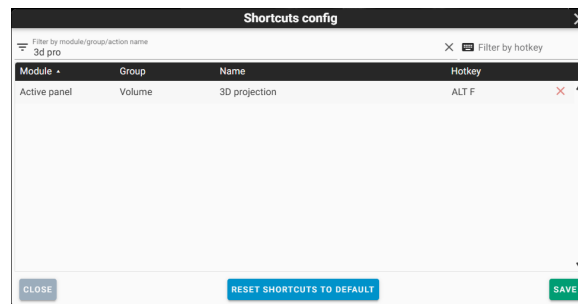 Shortcuts config
Filter by module/group/action name
3d pro
Filter by hotkey
Module Group Name Hotkey
Active panel Volume 3D projection ALT F
CLOSE RESET SHORTCUTS TO DEFAULT SAVE